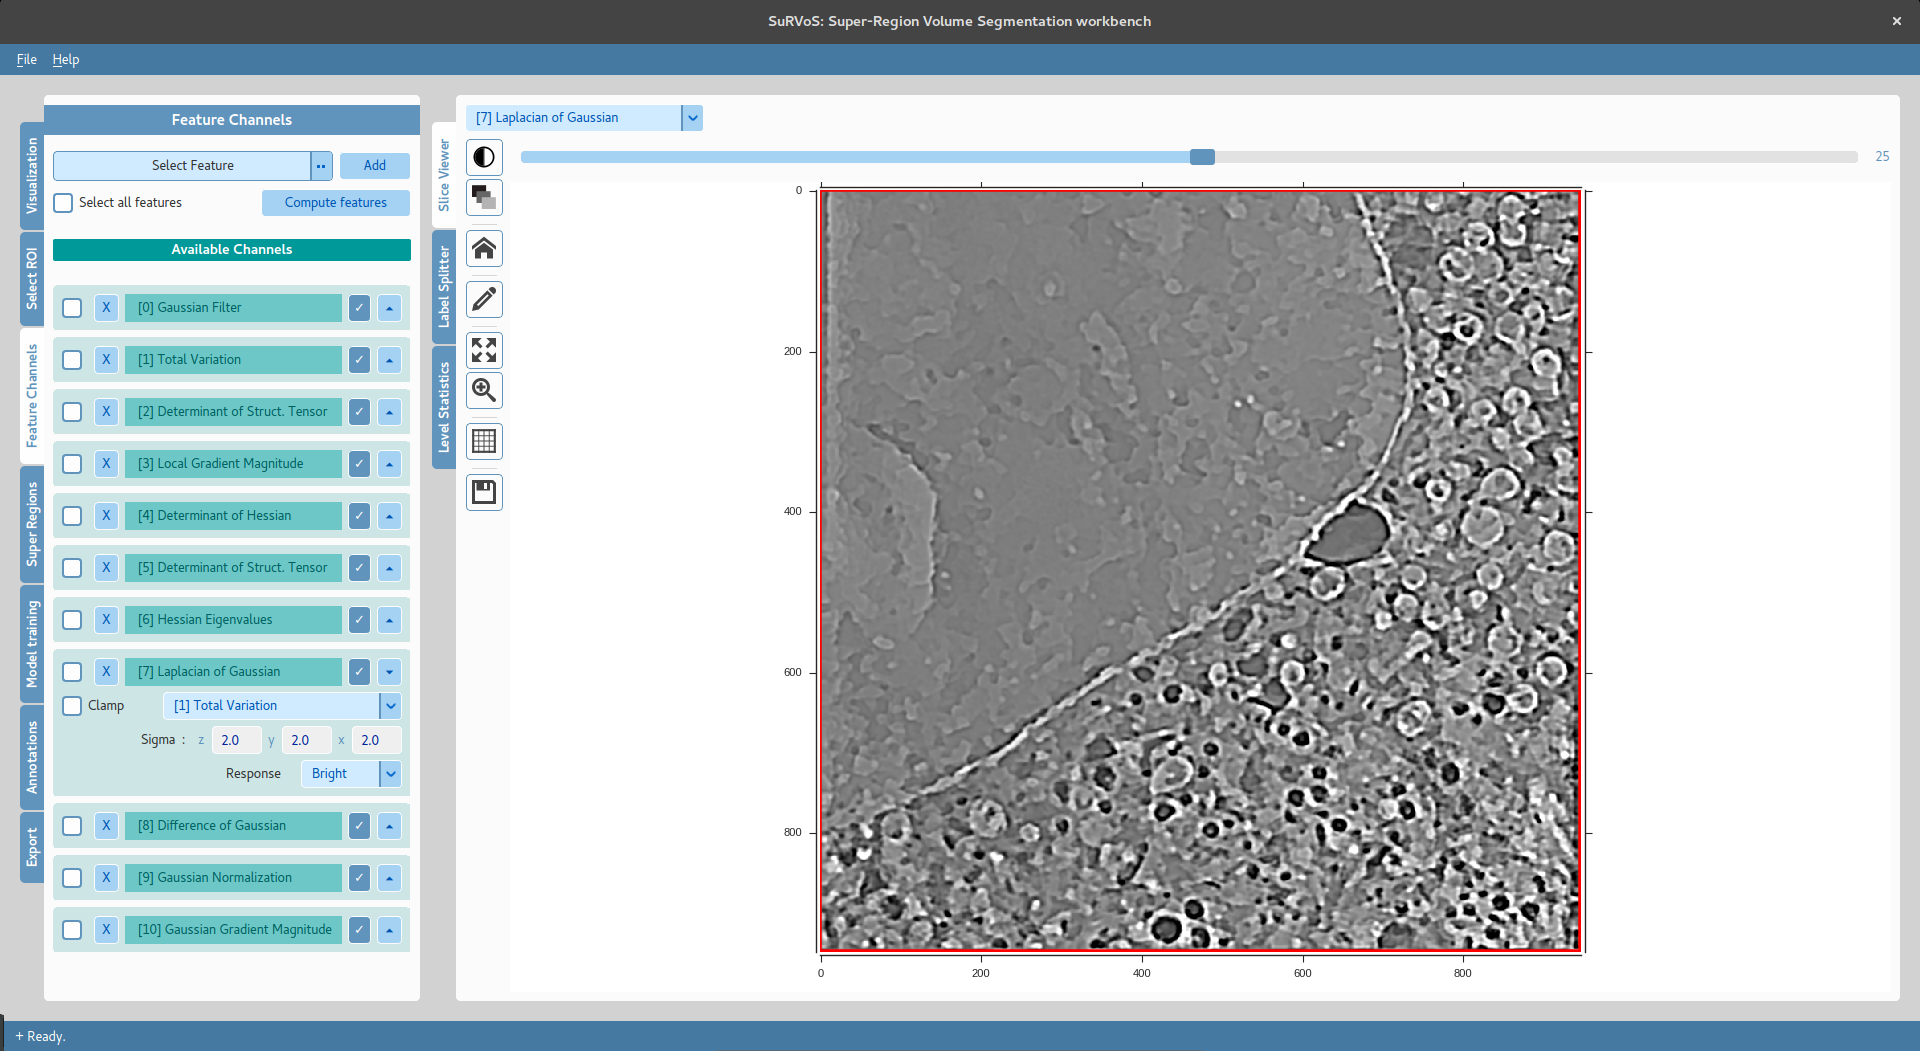 SuRVoS: Super-Region Volume Segmentation workbench
×
File Help
Visualization
Select ROI
Feature Channels
Super Regions
Model training
Annotations
Export
Feature Channels
Select Feature .. Add
Select all features Compute features
Available Channels
X [0] Gaussian Filter ✓
X [1] Total Variation ✓
X [2] Determinant of Struct. Tensor ✓
X [3] Local Gradient Magnitude ✓
X [4] Determinant of Hessian ✓
X [5] Determinant of Struct. Tensor ✓
X [6] Hessian Eigenvalues ✓
X [7] Laplacian of Gaussian ✓
Clamp [1] Total Variation
Sigma : z 2.0 y 2.0 x 2.0
Response Bright
X [8] Difference of Gaussian ✓
X [9] Gaussian Normalization ✓
X [10] Gaussian Gradient Magnitude ✓
Slice Viewer
Label Splitter
Level Statistics
[7] Laplacian of Gaussian
25
0
200
400
600
800
0 200 400 600 800
+ Ready.